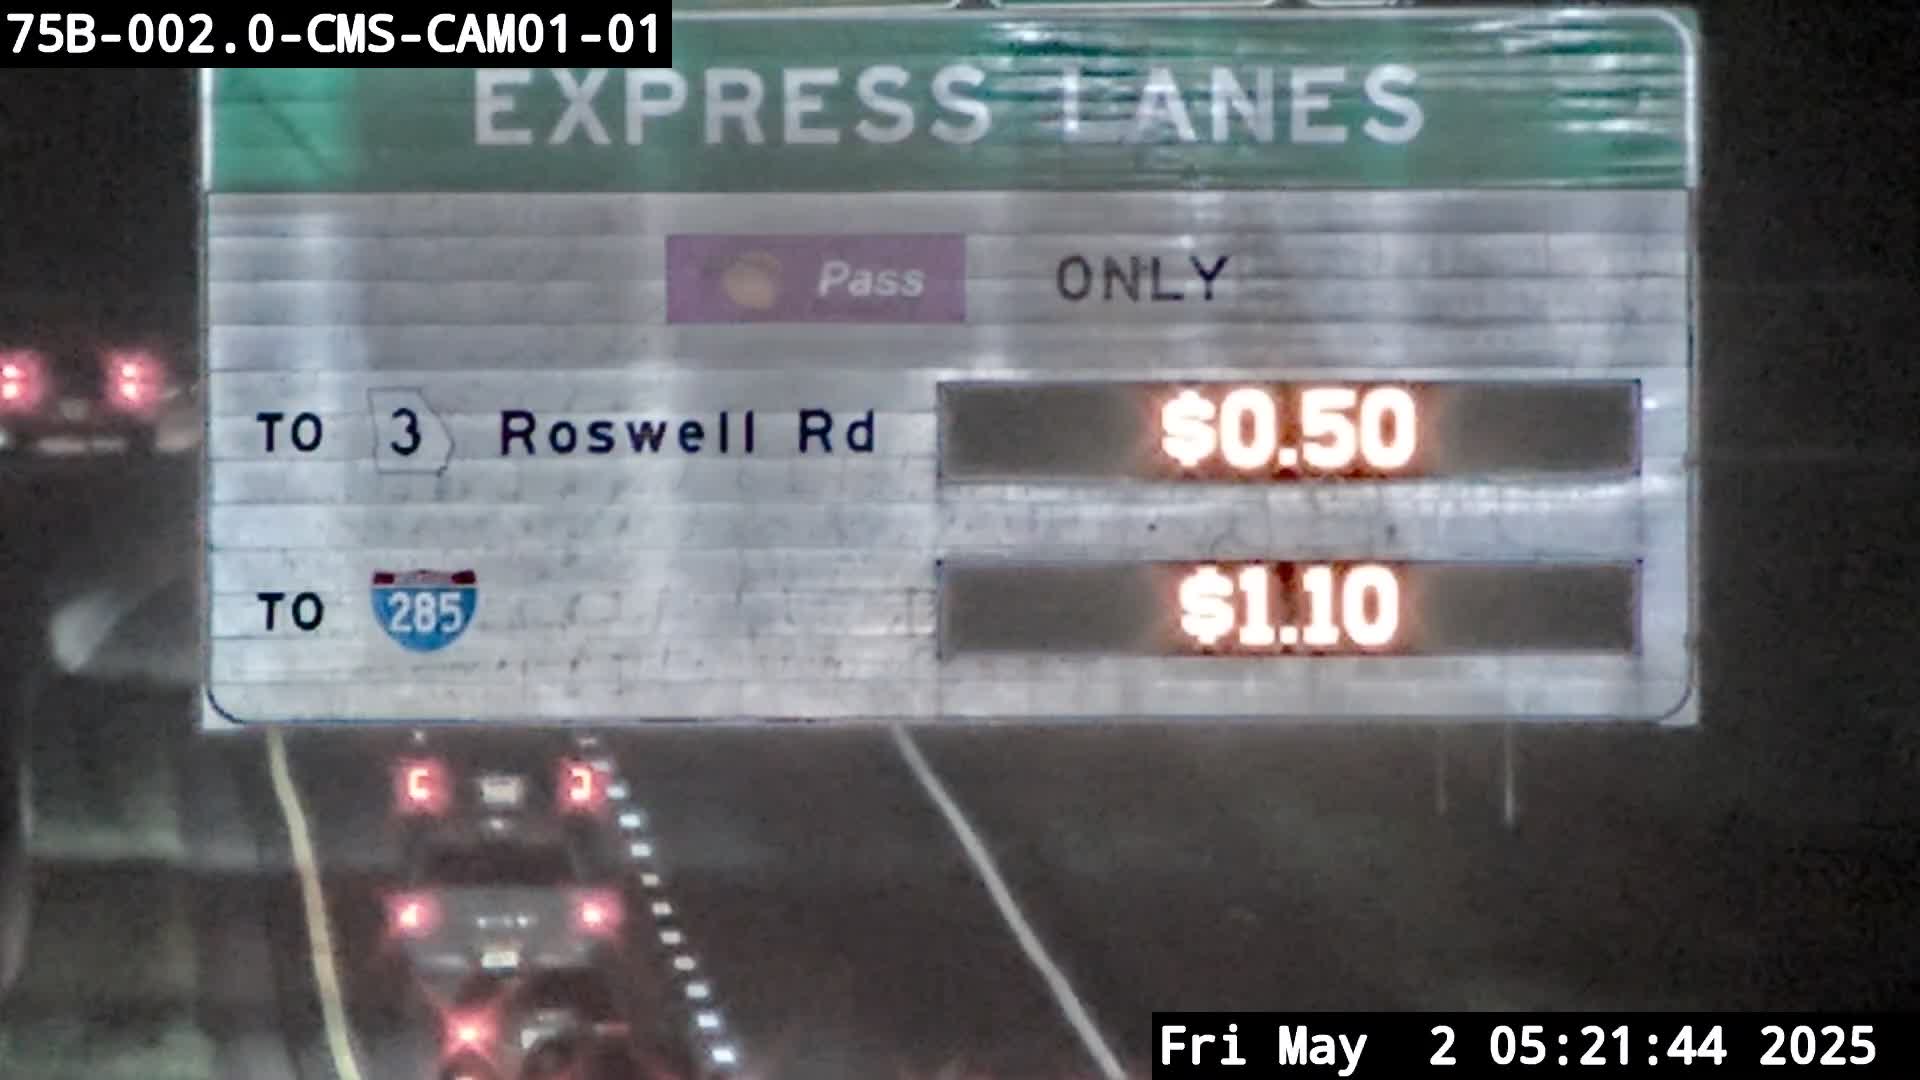 75B-002.0-CMS-CAM01-01
EXPRESS LANES
Pass ONLY
TO 3 Roswell Rd $0.50
TO 285 $1.10
Fri May 2 05:21:44 2025